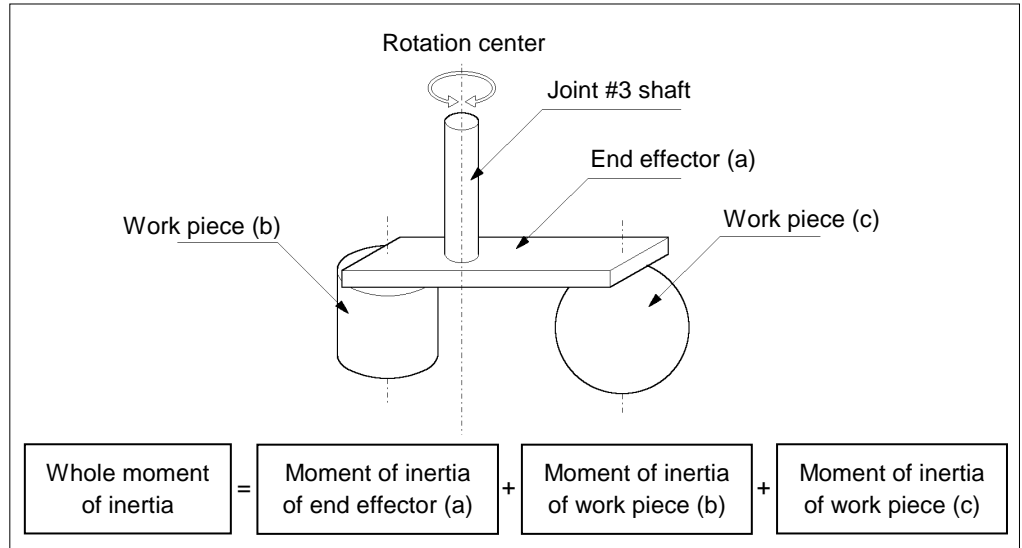 Rotation center
Joint #3 shaft
End effector (a)
Work piece (b)
Work piece (c)
Whole moment
of inertia
=
Moment of inertia
of end effector (a)
+
Moment of inertia
of work piece (b)
+
Moment of inertia
of work piece (c)